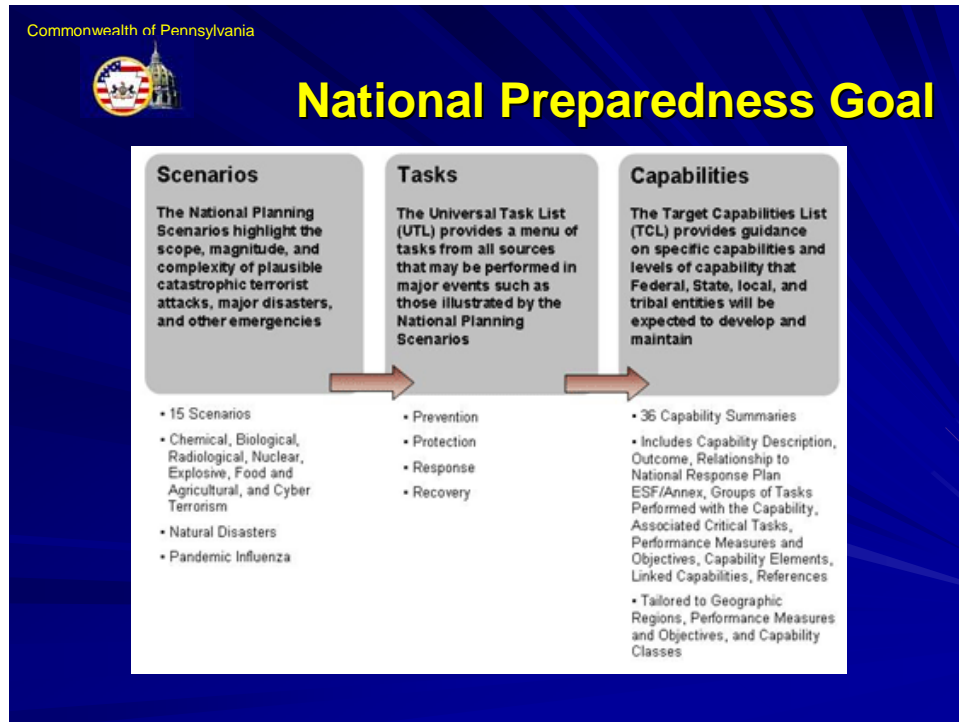 Commonwealth of Pennsylvania
National Preparedness Goal
Scenarios
The National Planning
Scenarios highlight the
scope, magnitude, and
complexity of plausible
catastrophic terrorist
attacks, major disasters,
and other emergencies
Tasks
The Universal Task List
(UTL) provides a menu of
tasks from all sources
that may be performed in
major events such as
those illustrated by the
National Planning
Scenarios
Capabilities
The Target Capabilities List
(TCL) provides guidance
on specific capabilities and
levels of capability that
Federal, State, local, and
tribal entities will be
expected to develop and
maintain
▪ 15 Scenarios
▪ Chemical, Biological,
Radiological, Nuclear,
Explosive, Food and
Agricultural, and Cyber
Terrorism
▪ Natural Disasters
▪ Pandemic Influenza
▪ Prevention
▪ Protection
▪ Response
▪ Recovery
▪ 36 Capability Summaries
▪ Includes Capability Description,
Outcome, Relationship to
National Response Plan
ESF/Annex, Groups of Tasks
Performed with the Capability,
Associated Critical Tasks,
Performance Measures and
Objectives, Capability Elements,
Linked Capabilities, References
▪ Tailored to Geographic
Regions, Performance Measures
and Objectives, and Capability
Classes